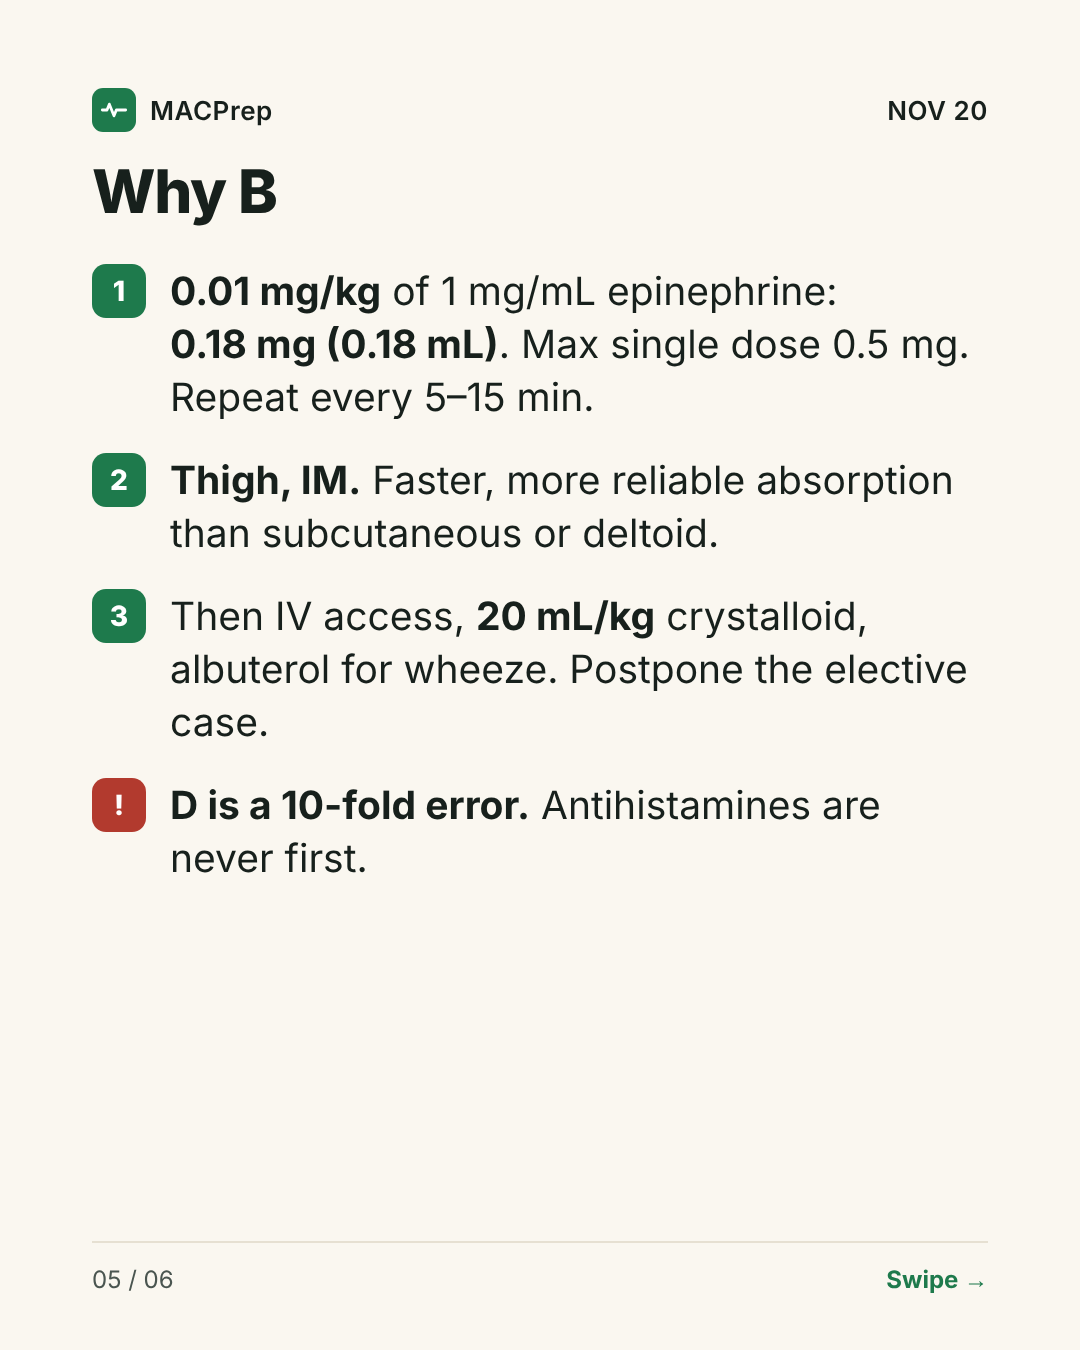 MACPrep
NOV 20
Why B
1
0.01 mg/kg of 1 mg/mL epinephrine:
0.18 mg (0.18 mL). Max single dose 0.5 mg.
Repeat every 5–15 min.
2
Thigh, IM. Faster, more reliable absorption
than subcutaneous or deltoid.
3
Then IV access, 20 mL/kg crystalloid,
albuterol for wheeze. Postpone the elective
case.
!
D is a 10-fold error. Antihistamines are
never first.
05 / 06
Swipe →